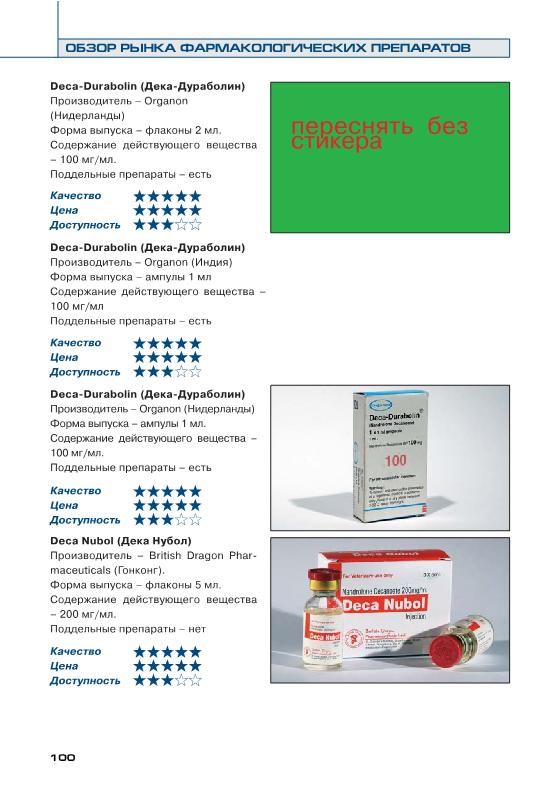 ОБЗОР РЫНКА ФАРМАКОЛОГИЧЕСКИХ ПРЕПАРАТОВ
Deca-Durabolin (Дека-Дураболин)
Производитель – Organon
(Нидерланды)
Форма выпуска – флаконы 2 мл.
Содержание действующего вещества
– 100 мг/мл.
Поддельные препараты – есть
Качество ★★★★★
Цена ★★★★★
Доступность ★★★☆☆
переснять без
стикера
Deca-Durabolin (Дека-Дураболин)
Производитель – Organon (Индия)
Форма выпуска – ампулы 1 мл
Содержание действующего вещества –
100 мг/мл
Поддельные препараты – есть
Качество ★★★★★
Цена ★★★★★
Доступность ★★★☆☆
Deca-Durabolin (Дека-Дураболин)
Производитель – Organon (Нидерланды)
Форма выпуска – ампулы 1 мл.
Содержание действующего вещества –
100 мг/мл.
Поддельные препараты – есть
Качество ★★★★★
Цена ★★★★★
Доступность ★★★☆☆
Deca-Durabolin®
100
Deca Nubol (Дека Нубол)
Производитель – British Dragon Phar-
maceuticals (Гонконг).
Форма выпуска – флаконы 5 мл.
Содержание действующего вещества
– 200 мг/мл.
Поддельные препараты – нет
Качество ★★★★★
Цена ★★★★★
Доступность ★★★☆☆
Deca Nubol
For Veterinary use only
Nandrolone Decanoate 200mg/m
Deca Nubol
Injection
Deca Nubol
100